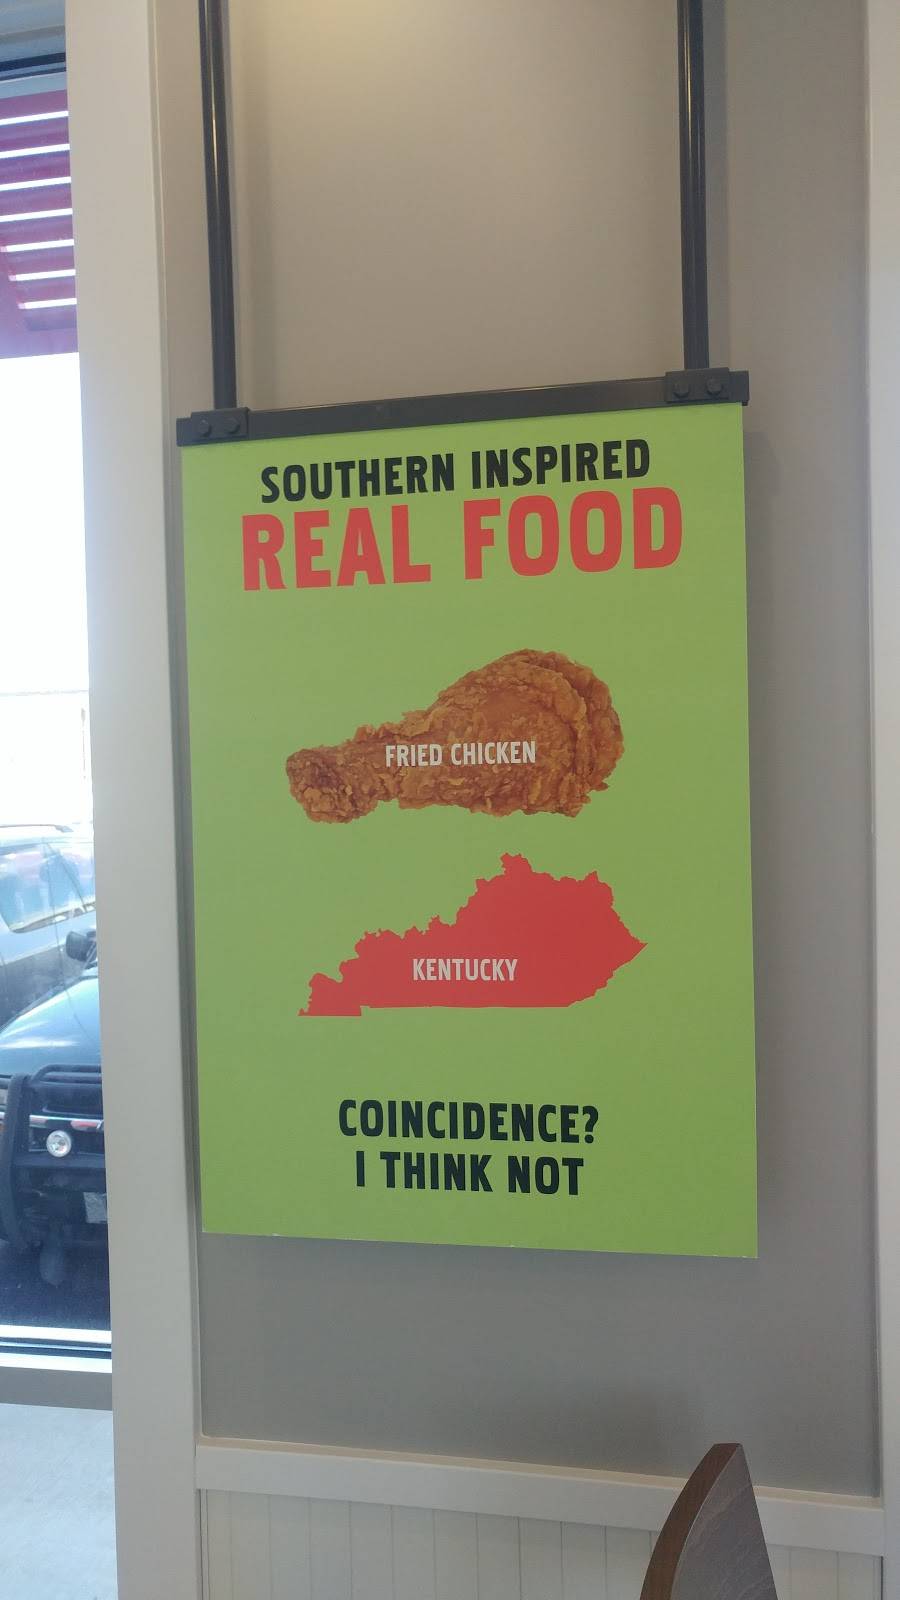 SOUTHERN INSPIRED
REAL FOOD
FRIED CHICKEN
KENTUCKY
COINCIDENCE?
I THINK NOT